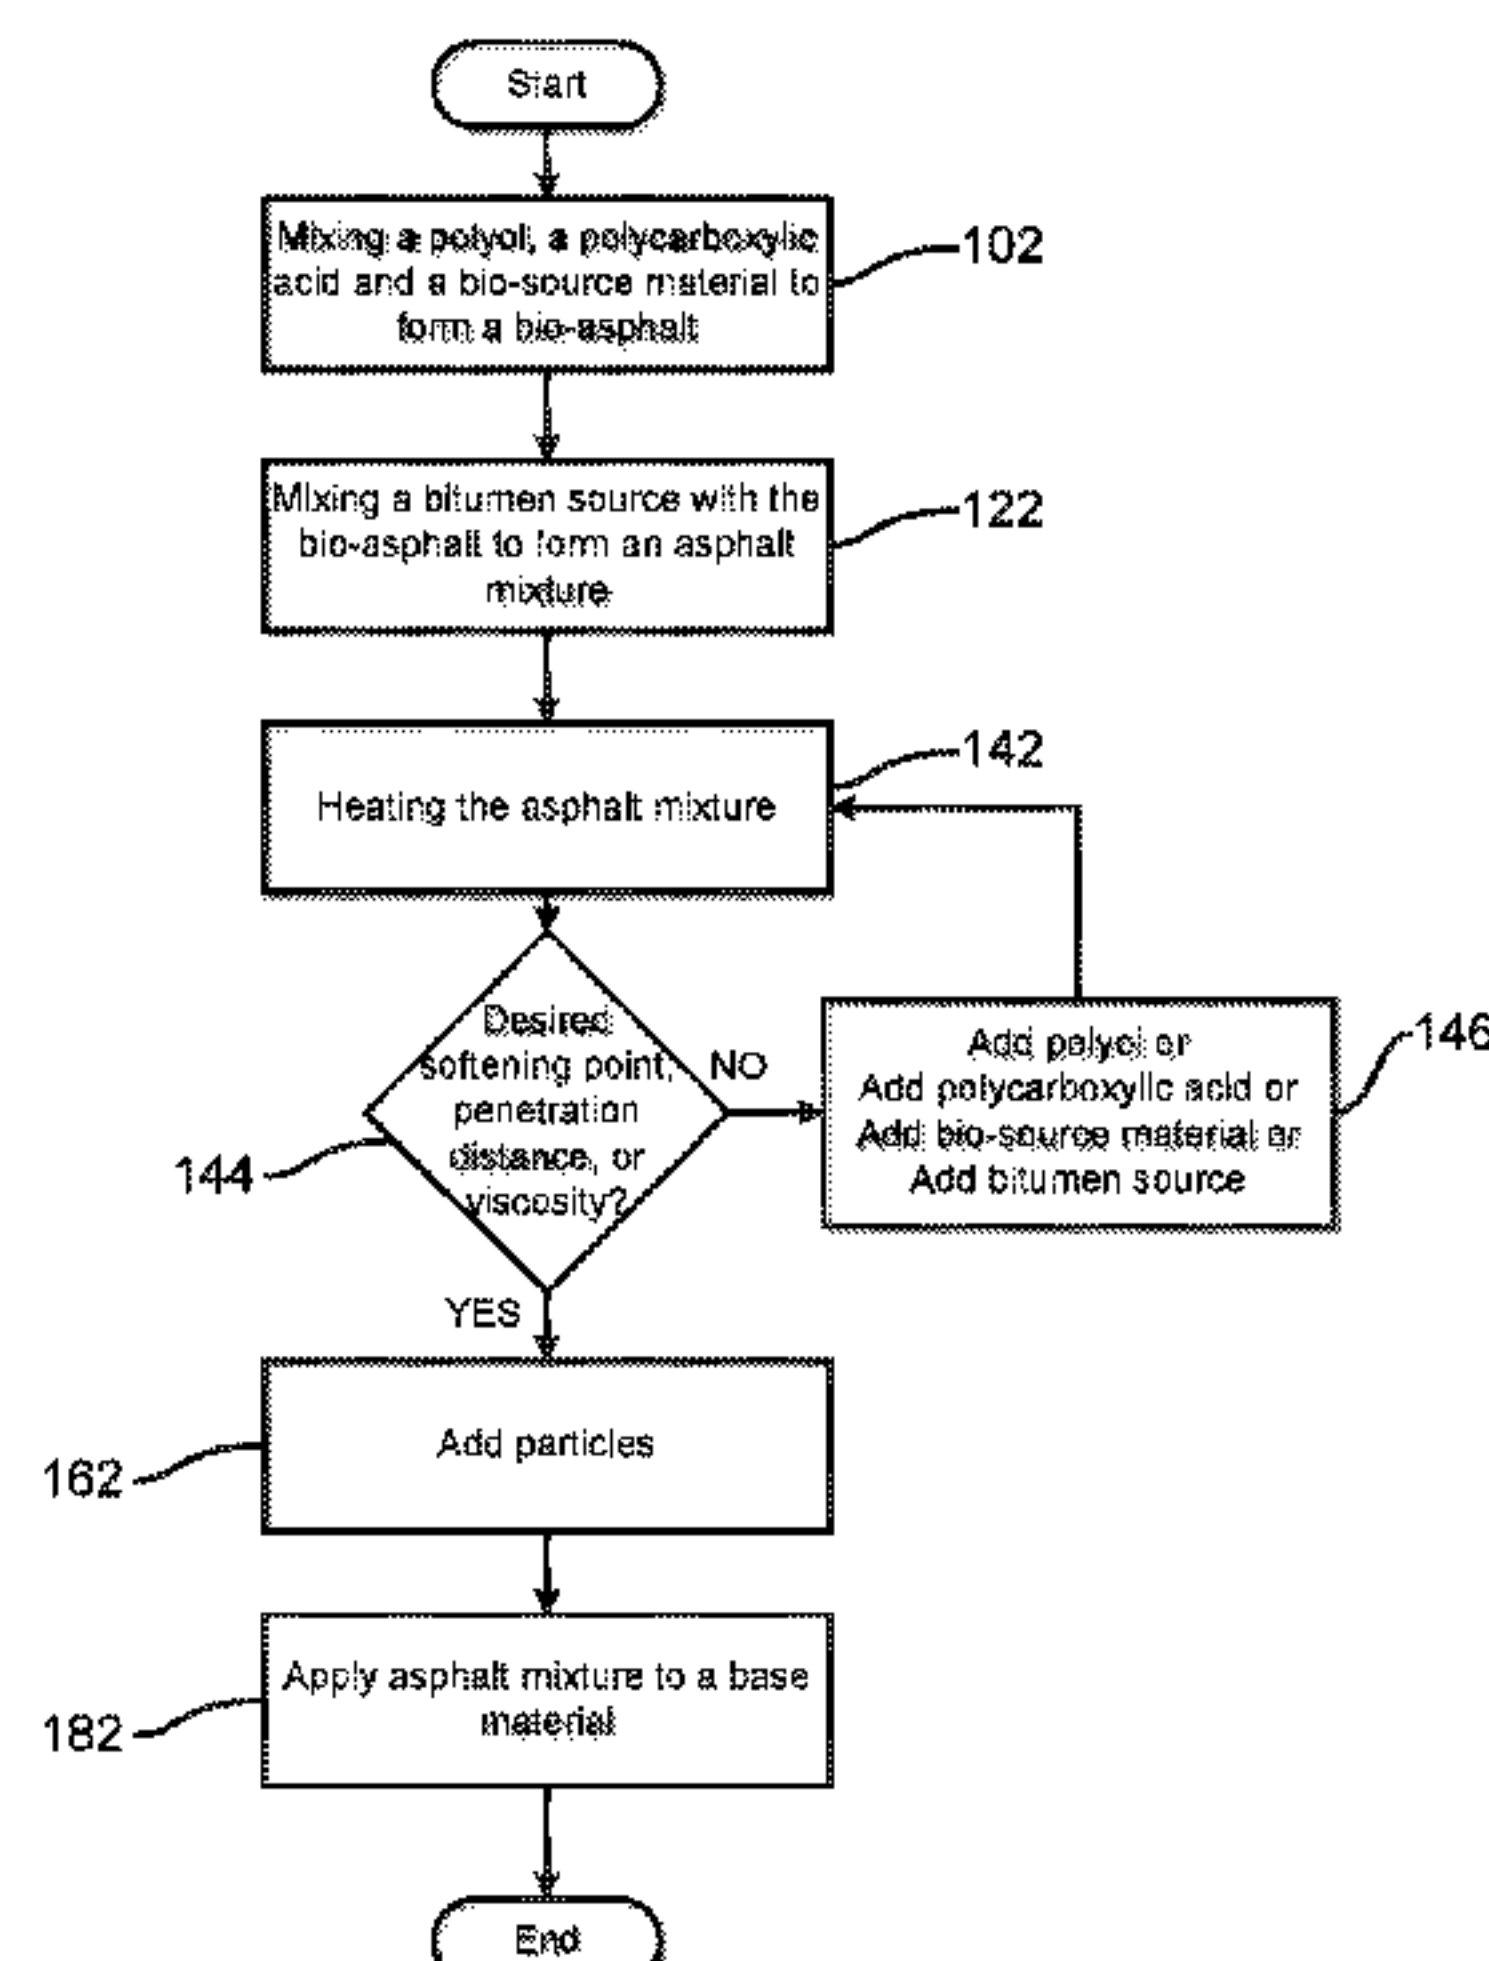 Start
Mixing a polyol, a polycarboxylic
acid and a bio-source material to
form a bio-asphalt
102
Mixing a bitumen source with the
bio-asphalt to form an asphalt
mixture
122
Heating the asphalt mixture
142
Desired
softening point,
penetration
distance, or
viscosity?
144
NO
Add polyol or
Add polycarboxylic acid or
Add bio-source material or
Add bitumen source
146
YES
Add particles
162
Apply asphalt mixture to a base
material
182
End